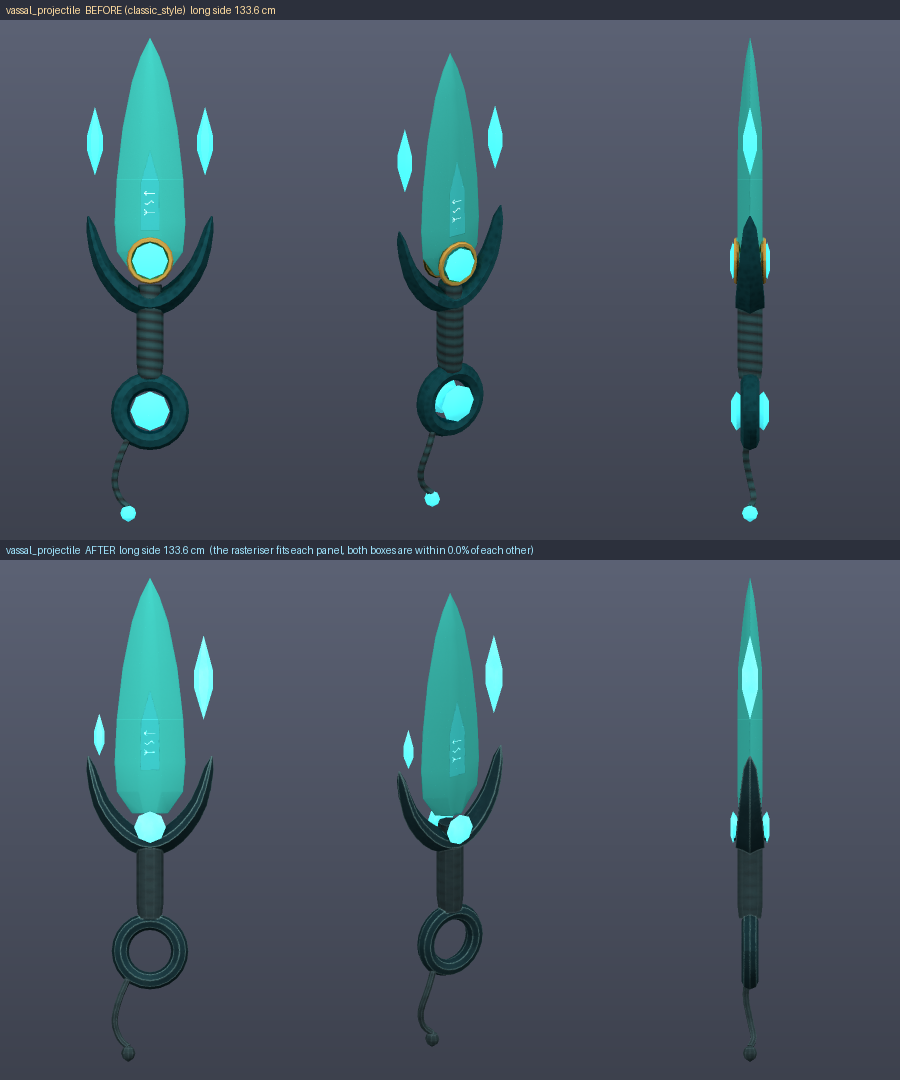 vassal_projectile BEFORE (classic_style) long side 133.6 cm
vassal_projectile AFTER long side 133.6 cm (the rasteriser fits each panel, both boxes are within 0.0% of each other)